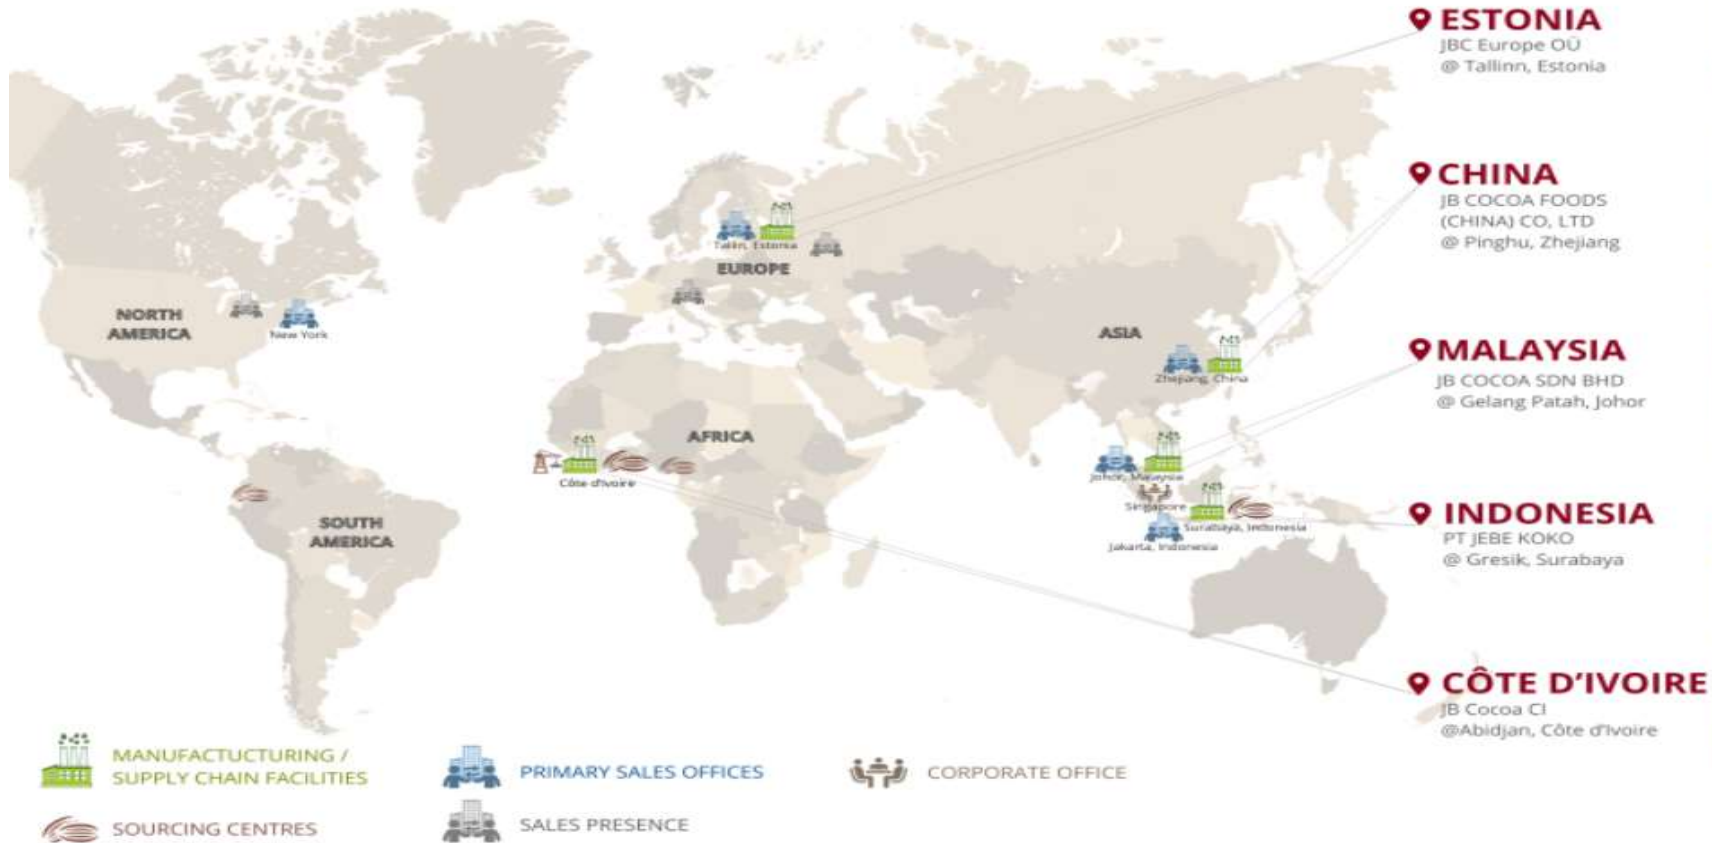 ESTONIA
JBC Europe OÜ
@ Tallinn, Estonia
CHINA
JB COCOA FOODS
(CHINA) CO, LTD
@ Pinghu, Zhejiang
MALAYSIA
JB COCOA SDN BHD
@ Gelang Patah, Johor
INDONESIA
PT JEBE KOKO
@ Gresik, Surabaya
CÔTE D'IVOIRE
JB Cocoa CI
@Abidjan, Côte d'Ivoire
Tallin, Estonia
EUROPE
NORTH
AMERICA
New York
ASIA
Zhejiang, China
AFRICA
Côte d'Ivoire
Johor, Malaysia
Singapore
Surabaya, Indonesia
Jakarta, Indonesia
SOUTH
AMERICA
MANUFACTUCTURING /
SUPPLY CHAIN FACILITIES
PRIMARY SALES OFFICES
CORPORATE OFFICE
SOURCING CENTRES
SALES PRESENCE